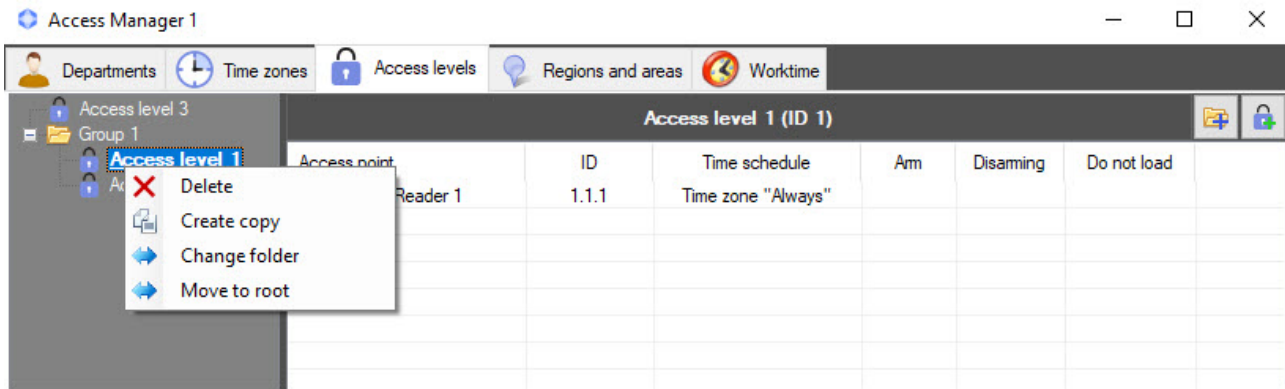 Access Manager 1
Departments Time zones Access levels Regions and areas Worktime
Access level 3
Group 1
Access level 1
Delete
Create copy
Change folder
Move to root
Access level 1 (ID 1)
Access point ID Time schedule Arm Disarming Do not load
Reader 1 1.1.1 Time zone "Always"